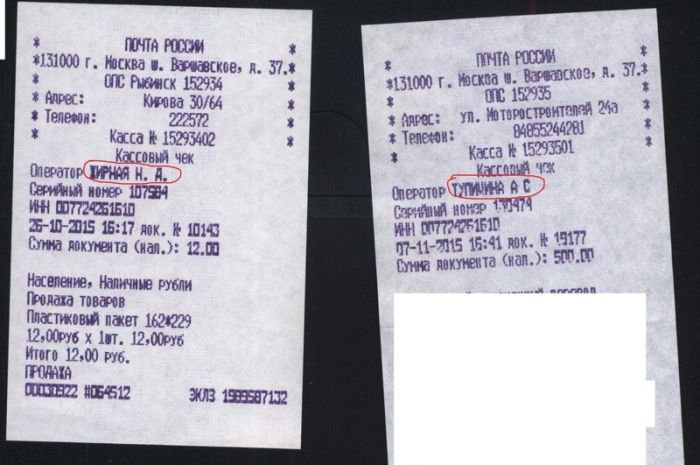 * ПОЧТА РОССИИ *
*131000 г. Москва ш. Варшавское, д. 37.*
* ОПС Рыбинск 152934 *
* Адрес: Кирова 30/64 *
* Телефон: 222572 *
* Касса № 15293402 *
Кассовый чек
Оператор ЖИРНАЯ Н. А.
Серийный номер 107584
ИНН 007724261610
26-10-2015 16:17 док. № 10143
Сумма документа (нал.): 12.00
Население, Наличные рубли
Продажа товаров
Пластиковый пакет 162*229
12,00руб х 1шт. 12,00руб
Итого 12,00 руб.
ПРОДАЖА
00030922 #064512 ЭКЛЗ 1989587132
* ПОЧТА РОССИИ *
*131000 г. Москва ш. Варшавское, д. 37.*
* ОПС 152935 *
* Адрес: ул. Моторостроителей 24а *
* Телефон: 84855244281 *
* Касса № 15293501 *
Кассовый чек
Оператор ТУПИЧИНА А С
Серийный номер 130474
ИНН 007724261610
07-11-2015 16:41 док. № 19177
Сумма документа (нал.): 500.00